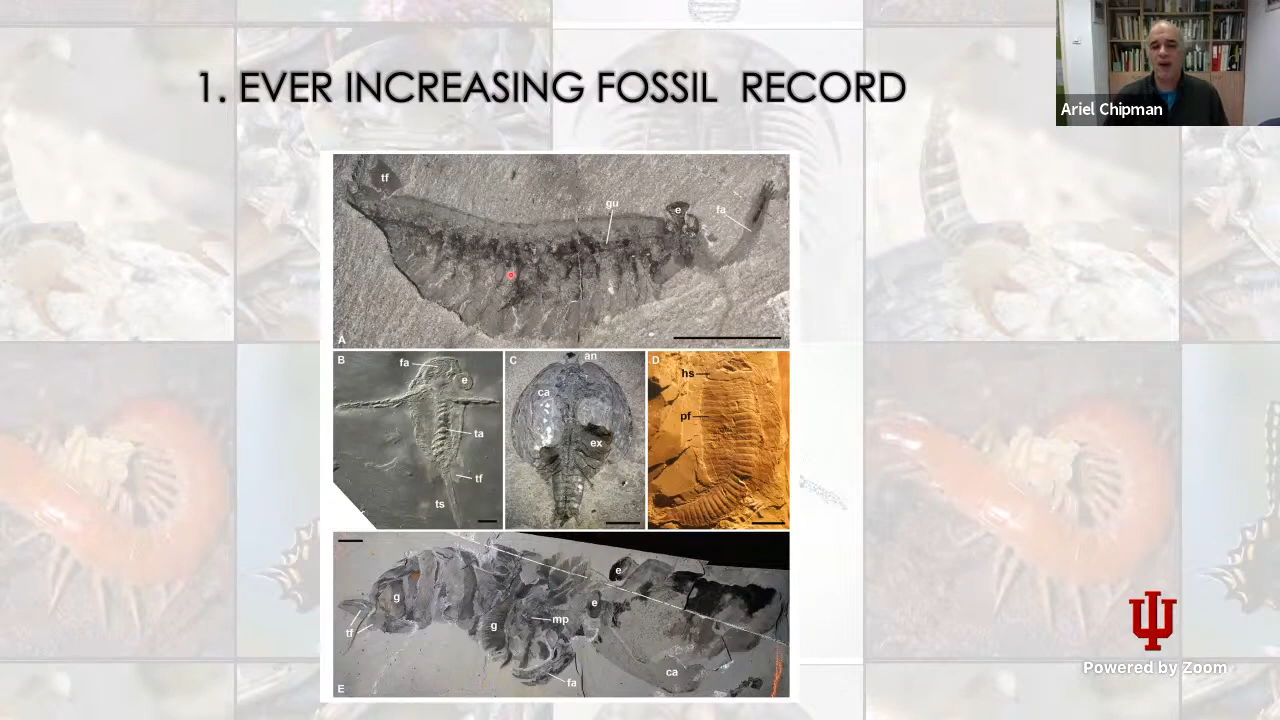 1. EVER INCREASING FOSSIL RECORD
Ariel Chipman
tf
gu
e
fa
A
B
fa
e
ta
tf
ts
C
an
ca
ex
D
hs
pf
g
tf
g
mp
e
e
fa
ca
E
Powered by Zoom